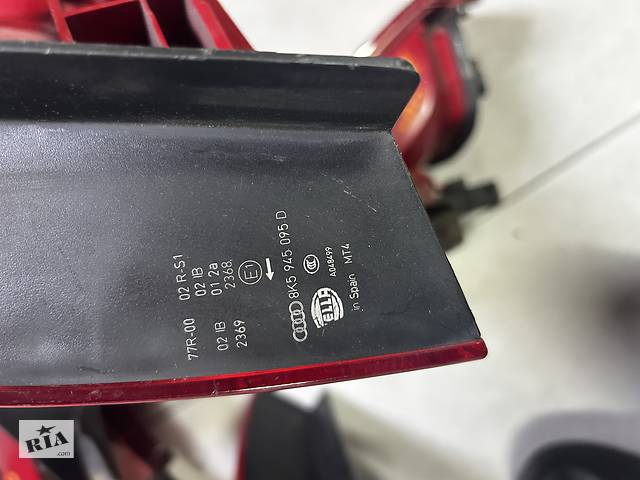 77R-00 02 R-S1
02 IB 02 IB
2369 01 2a
2368.
E1
8K5 945 095 D
HELLA
A048499
in Spain MT4
RIA
.com